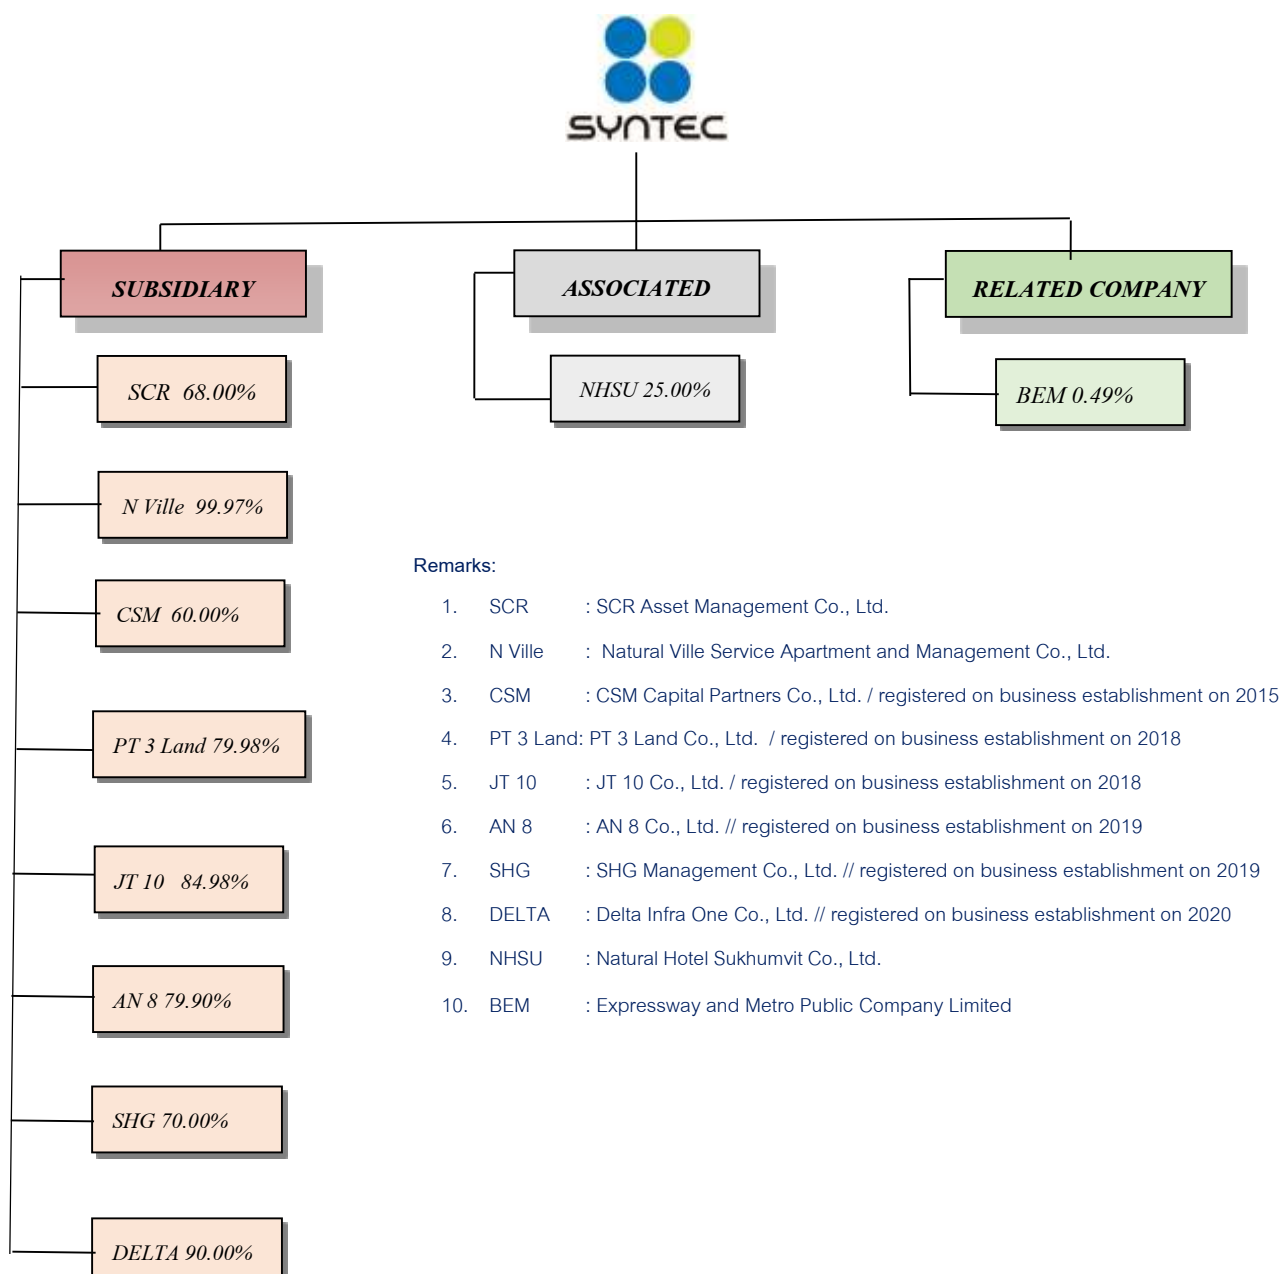 SYNTEC
SUBSIDIARY
ASSOCIATED
RELATED COMPANY
SCR 68.00%
NHSU 25.00%
BEM 0.49%
N Ville 99.97%
CSM 60.00%
PT 3 Land 79.98%
JT 10 84.98%
AN 8 79.90%
SHG 70.00%
DELTA 90.00%
Remarks:
1. SCR : SCR Asset Management Co., Ltd.
2. N Ville : Natural Ville Service Apartment and Management Co., Ltd.
3. CSM : CSM Capital Partners Co., Ltd. / registered on business establishment on 2015
4. PT 3 Land: PT 3 Land Co., Ltd. / registered on business establishment on 2018
5. JT 10 : JT 10 Co., Ltd. / registered on business establishment on 2018
6. AN 8 : AN 8 Co., Ltd. // registered on business establishment on 2019
7. SHG : SHG Management Co., Ltd. // registered on business establishment on 2019
8. DELTA : Delta Infra One Co., Ltd. // registered on business establishment on 2020
9. NHSU : Natural Hotel Sukhumvit Co., Ltd.
10. BEM : Expressway and Metro Public Company Limited